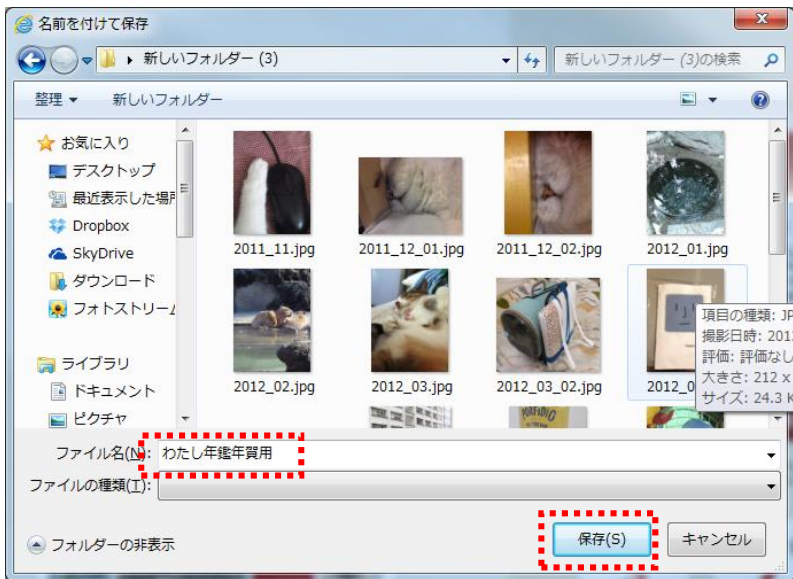 名前を付けて保存
新しいフォルダー (3)
新しいフォルダー (3)の検索
整理
新しいフォルダー
お気に入り
デスクトップ
最近表示した場所
Dropbox
SkyDrive
ダウンロード
フォトストリーム
ライブラリ
ドキュメント
ピクチャ
2011_11.jpg
2011_12_01.jpg
2011_12_02.jpg
2012_01.jpg
2012_02.jpg
2012_03.jpg
2012_03_02.jpg
2012_0
項目の種類: JP
撮影日時: 201
評価: 評価なし
大きさ: 212 x
サイズ: 24.3 K
ファイル名(N): わたし年鑑年賀用
ファイルの種類(T):
フォルダーの非表示
保存(S)
キャンセル